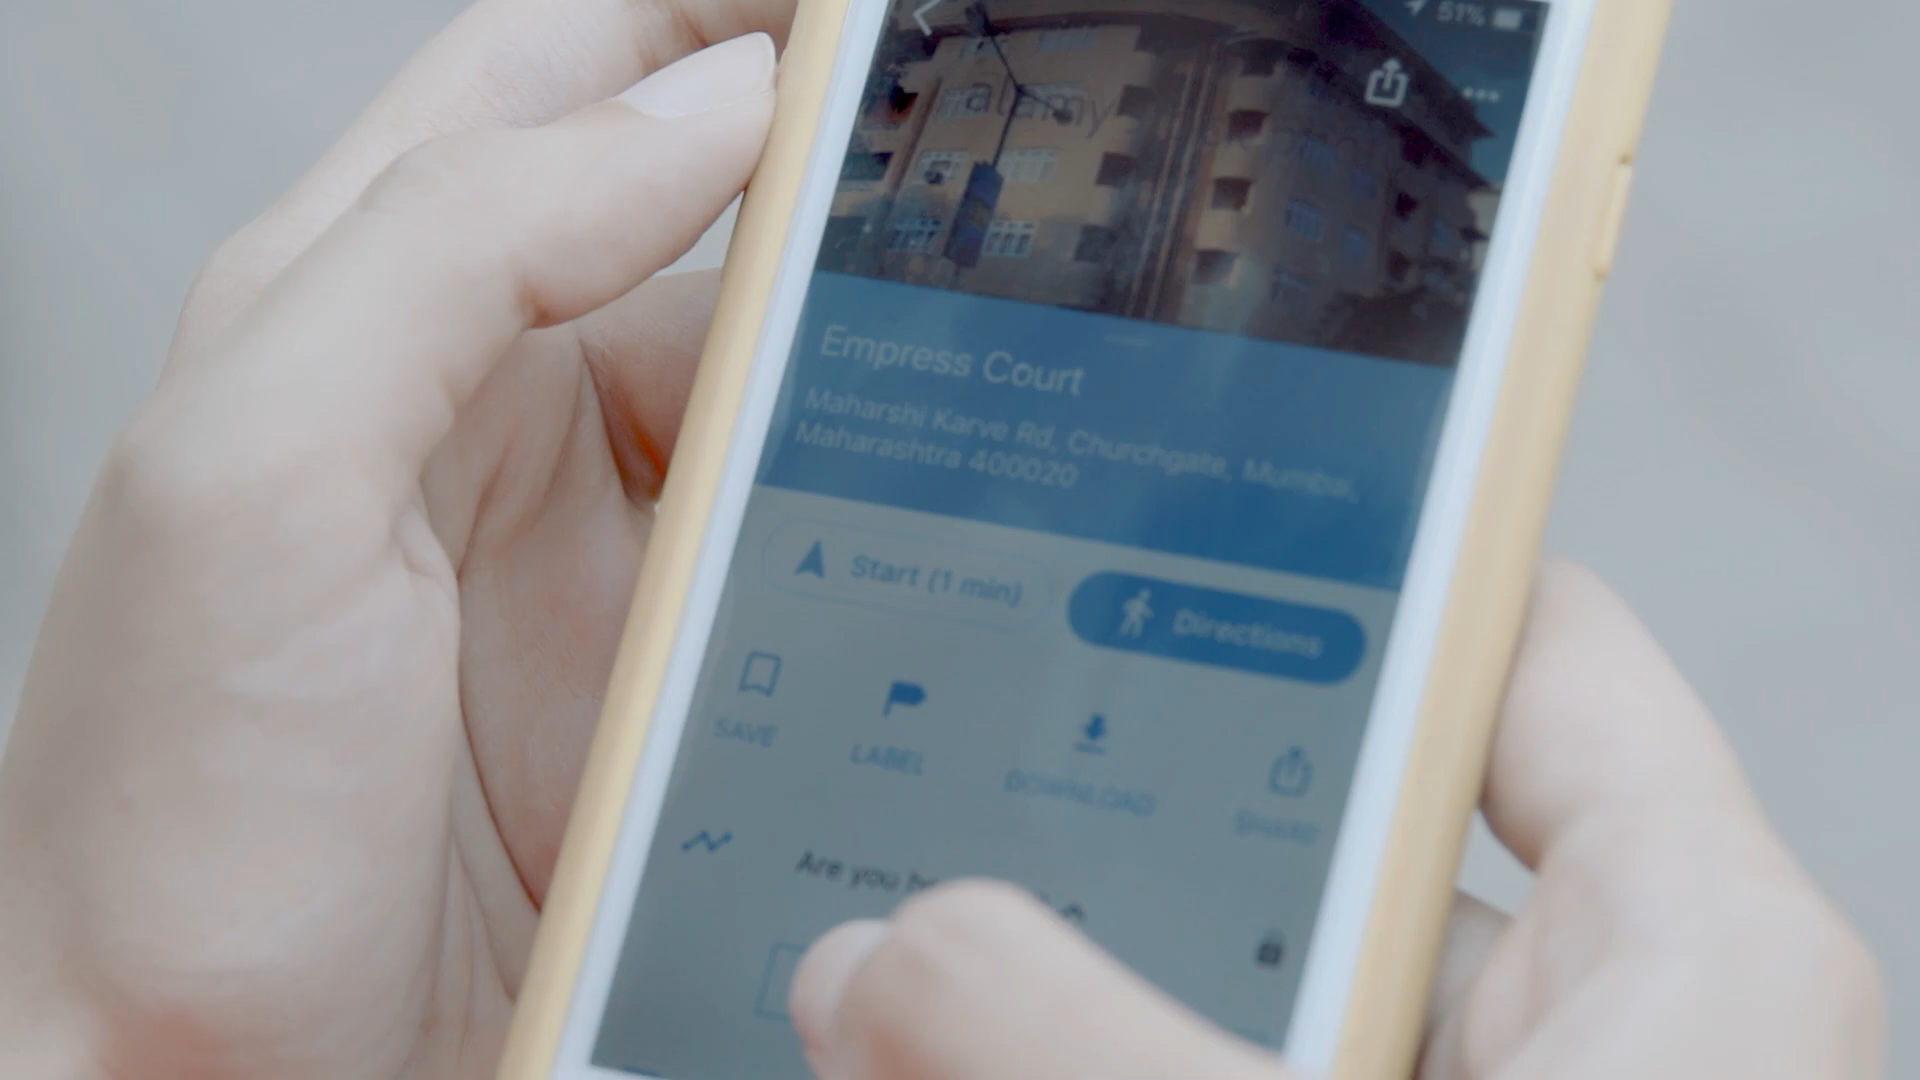 51%
alamy
Empress Court
Maharshi Karve Rd, Churchgate, Mumbai,
Maharashtra 400020
Start (1 min)
Directions
SAVE
LABEL
DOWNLOAD
SHARE
Are you